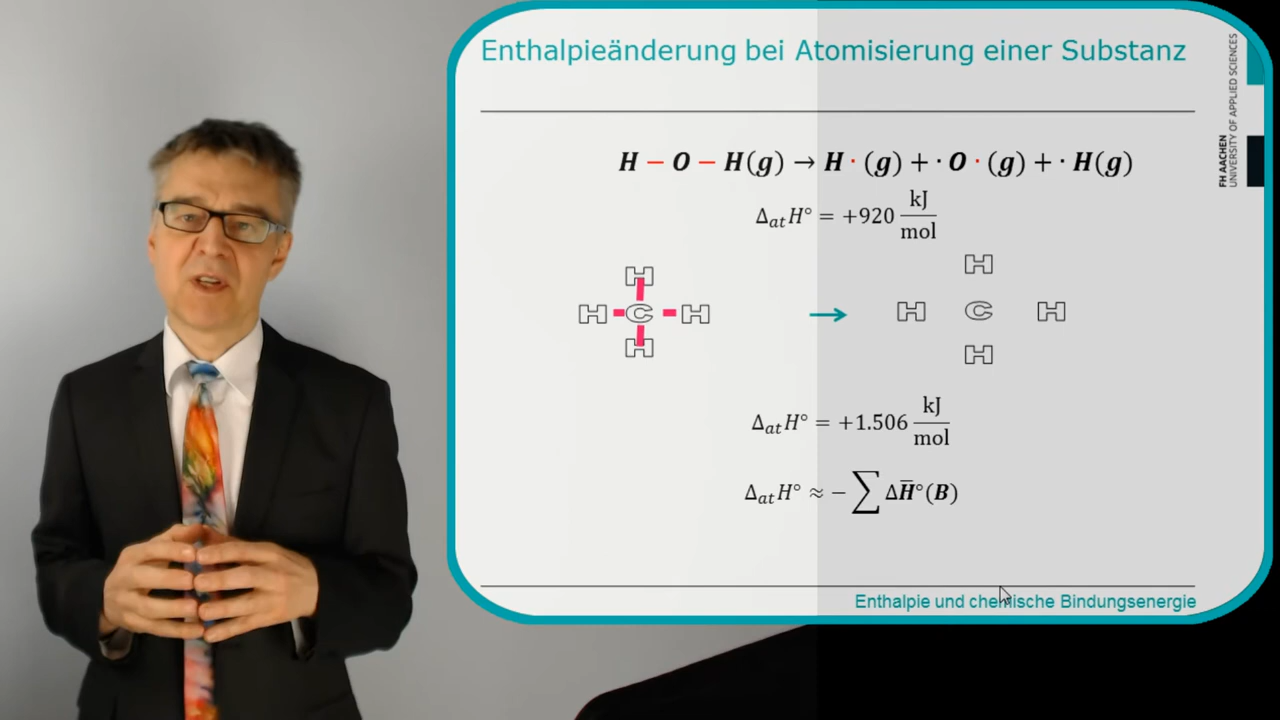 Enthalpieänderung bei Atomisierung einer Substanz
FH AACHEN
UNIVERSITY OF APPLIED SCIENCES
H – O – H(g) → H · (g) + · O · (g) + · H(g)
Δ_at H° = +920 kJ/mol
H
H C H
H
→
H
H C H
H
Δ_at H° = +1.506 kJ/mol
Δ_at H° ≈ − ∑ ΔH̅°(B)
Enthalpie und chemische Bindungsenergie